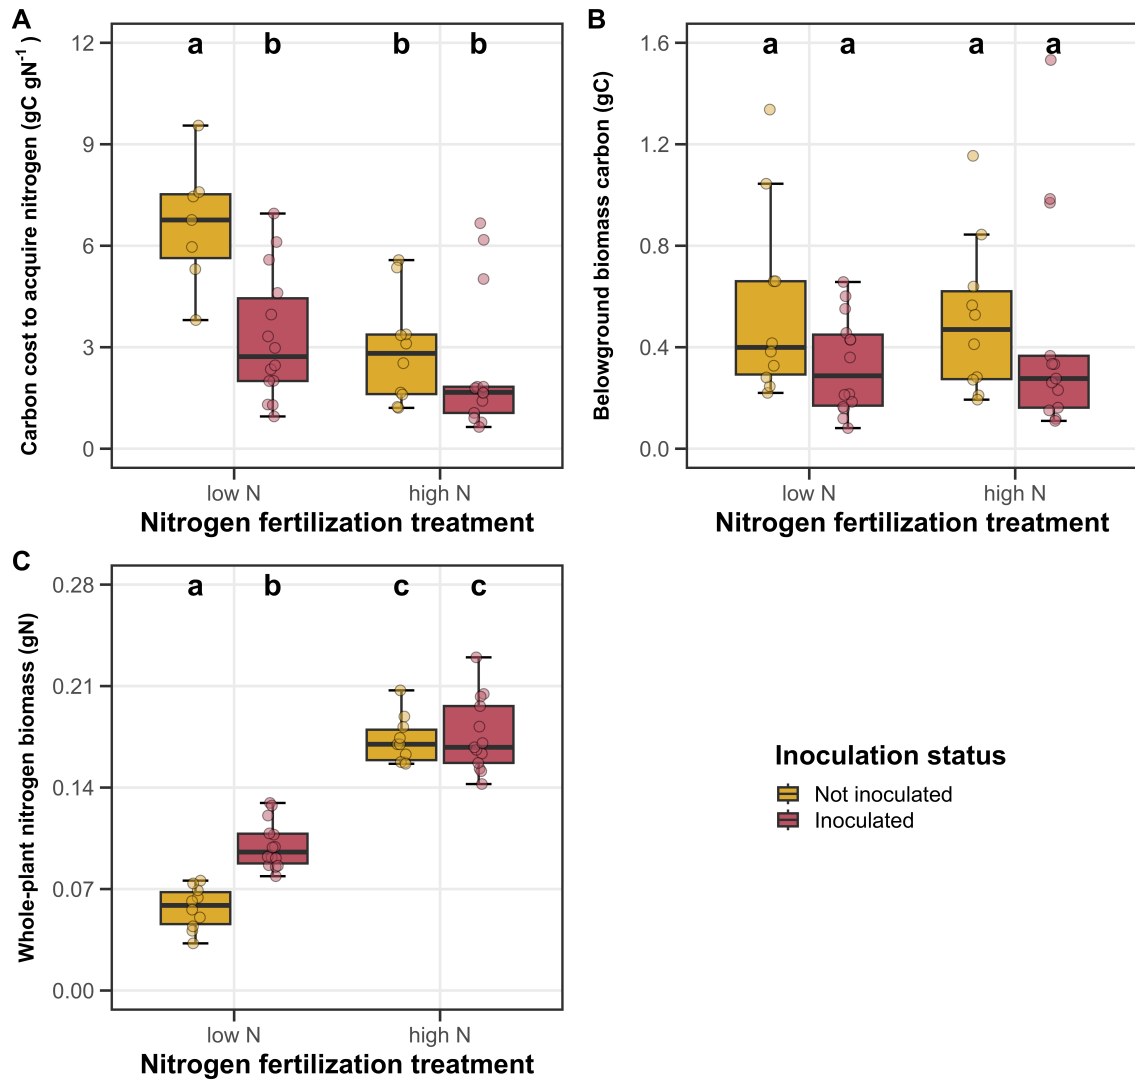 A
Carbon cost to acquire nitrogen (gC gN⁻¹ )
12
9
6
3
0
a b b b
low N high N
Nitrogen fertilization treatment
B
Belowground biomass carbon (gC)
1.6
1.2
0.8
0.4
0.0
a a a a
low N high N
Nitrogen fertilization treatment
C
Whole-plant nitrogen biomass (gN)
0.28
0.21
0.14
0.07
0.00
a b c c
low N high N
Nitrogen fertilization treatment
Inoculation status
Not inoculated
Inoculated